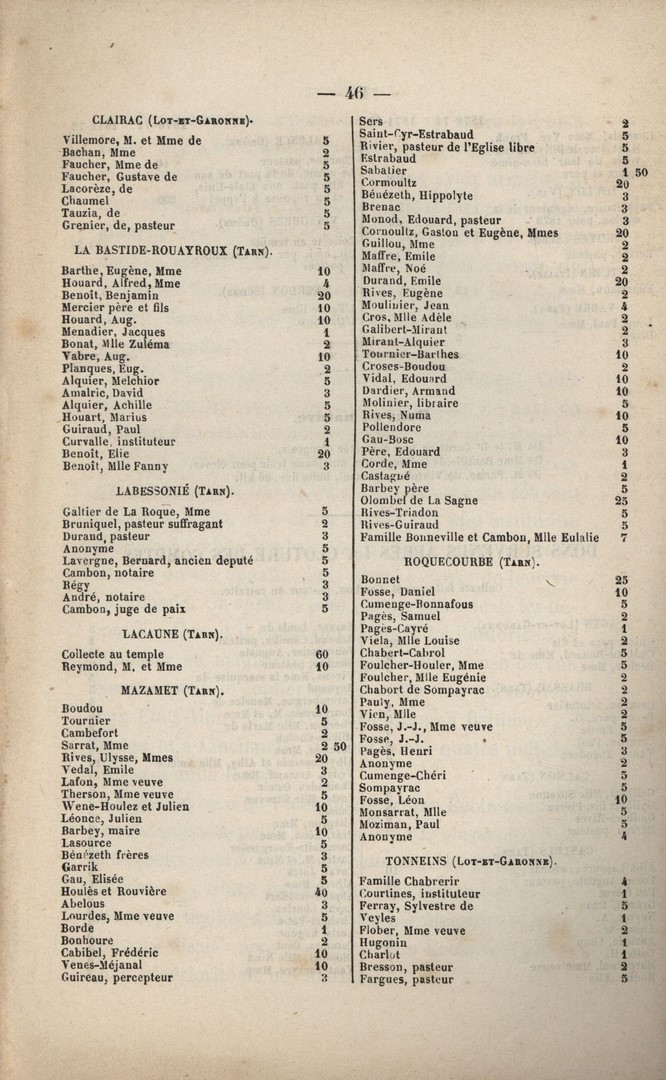 — 46 —
CLAIRAC (LOT-ET-GARONNE).
Villemore, M. et Mme de 5
Bachan, Mme 2
Faucher, Mme de 5
Faucher, Gustave de 5
Lacorèze, de 5
Chaumel 5
Tauzia, de 5
Grenier, de, pasteur 5
LA BASTIDE-ROUAYROUX (TARN).
Barthe, Eugène, Mme 10
Houard, Alfred, Mme 4
Benoît, Benjamin 20
Mercier père et fils 10
Houard, Aug. 10
Menadier, Jacques 1
Bonat, Mlle Zuléma 2
Vabre, Aug. 10
Planques, Eug. 2
Alquier, Melchior 5
Amalric, David 3
Alquier, Achille 5
Houart, Marius 5
Guiraud, Paul 2
Curvalle, instituteur 1
Benoît, Elie 20
Benoît, Mlle Fanny 3
LABESSONIÉ (TARN).
Galtier de La Roque, Mme 5
Bruniquel, pasteur suffragant 2
Durand, pasteur 3
Anonyme 5
Lavergne, Bernard, ancien deputé 5
Cambon, notaire 5
Régy 3
André, notaire 3
Cambon, juge de paix 5
LACAUNE (TARN).
Collecte au temple 60
Reymond, M. et Mme 10
MAZAMET (TARN).
Boudou 10
Tournier 5
Cambefort 2
Sarrat, Mme 2 50
Rives, Ulysse, Mmes 20
Vedal, Emile 3
Lafon, Mme veuve 2
Therson, Mme veuve 5
Wene-Houlez et Julien 10
Léonce, Julien 5
Barbey, maire 10
Lasource 5
Bénézeth frères 3
Garrik 5
Gau, Elisée 5
Houlès et Rouvière 40
Abelous 3
Lourdes, Mme veuve 5
Borde 1
Bonhoure 2
Cabibel, Frédéric 10
Venes-Méjanal 10
Guireau, percepteur 3
Sers 2
Saint-Cyr-Estrabaud 5
Rivier, pasteur de l'Eglise libre 5
Estrabaud 5
Sabatier 1 50
Cormoultz 20
Bénézeth, Hippolyte 3
Brenac 3
Monod, Edouard, pasteur 3
Cornoultz, Gaston et Eugène, Mmes 20
Guillou, Mme 2
Maffre, Emile 2
Maffre, Noé 2
Durand, Emile 20
Rives, Eugène 2
Moulinier, Jean 4
Cros, Mlle Adèle 2
Galibert-Mirant 2
Mirant-Alquier 3
Tournier-Barthes 10
Croses-Boudou 2
Vidal, Edouard 10
Dardier, Armand 10
Molinier, libraire 5
Rives, Numa 10
Pollendore 5
Gau-Bosc 10
Père, Edouard 3
Corde, Mme 1
Castagné 2
Barbey père 5
Olombel De La Sagne 25
Rives-Triadon 5
Rives-Guiraud 5
Famille Bonneville et Cambon, Mlle Eulalie 7
ROQUECOURBE (TARN).
Bonnet 25
Fosse, Daniel 10
Cumenge-Bonnafous 5
Pagès, Samuel 2
Pagès-Cayré 1
Viela, Mlle Louise 2
Chabert-Cabrol 5
Foulcher-Houler, Mme 5
Foulcher, Mlle Eugénie 2
Chabort de Sompayrac 2
Pauly, Mme 2
Vien, Mlle 2
Fosse, J.-J., Mme veuve 5
Fosse, J.-J. 5
Pagès, Henri 3
Anonyme 2
Cumenge-Chéri 5
Sompayrac 5
Fosse, Léon 10
Monsarrat, Mlle 5
Moziman, Paul 5
Anonyme 4
TONNEINS (LOT-ET-GARONNE).
Famille Chabrerir 4
Courtines, instituteur 1
Ferray, Sylvestre de 5
Veyles 1
Flober, Mme veuve 2
Hugonin 1
Charlot 1
Bresson, pasteur 2
Fargues, pasteur 5